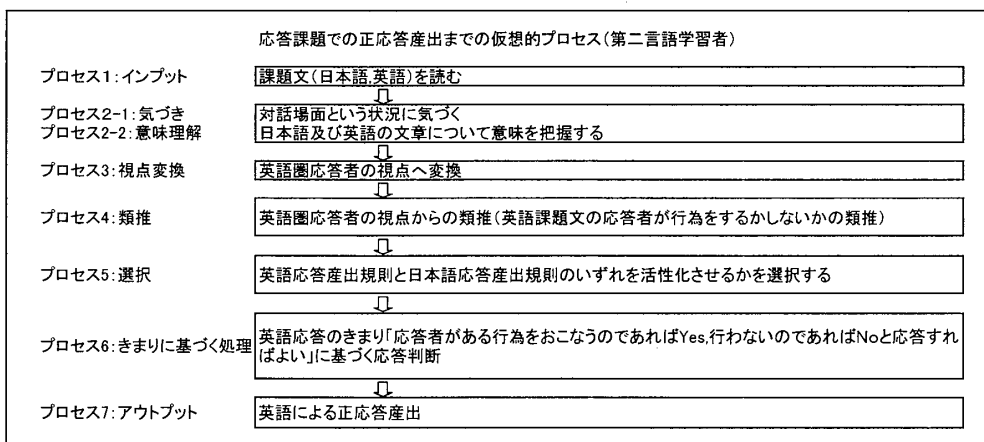 応答課題での正応答産出までの仮想的プロセス(第二言語学習者)
プロセス1:インプット 課題文(日本語,英語)を読む
プロセス2-1:気づき 対話場面という状況に気づく
プロセス2-2:意味理解 日本語及び英語の文章について意味を把握する
プロセス3:視点変換 英語圏応答者の視点へ変換
プロセス4:類推 英語圏応答者の視点からの類推(英語課題文の応答者が行為をするかしないかの類推)
プロセス5:選択 英語応答産出規則と日本語応答産出規則のいずれを活性化させるかを選択する
プロセス6:きまりに基づく処理 英語応答のきまり「応答者がある行為をおこなうのであればYes,行わないのであればNoと応答すれ
ばよい」に基づく応答判断
プロセス7:アウトプット 英語による正応答産出